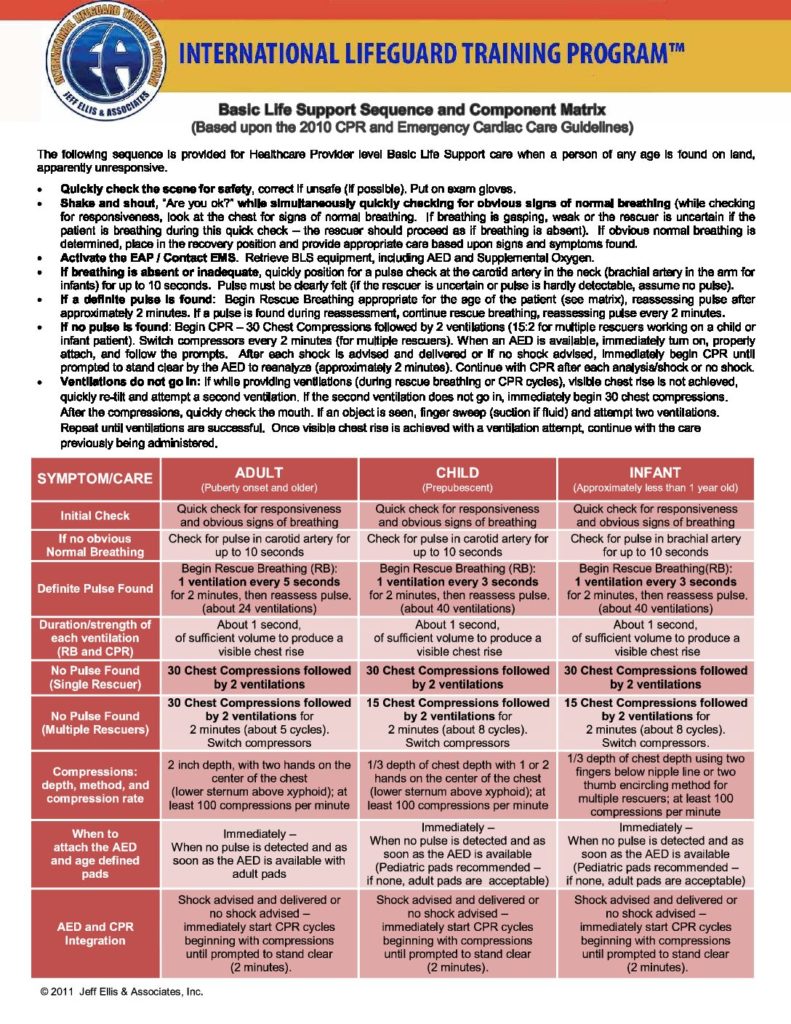 INTERNATIONAL LIFEGUARD TRAINING PROGRAM
EA
JEFF ELLIS & ASSOCIATES
INTERNATIONAL LIFEGUARD TRAINING PROGRAM™
Basic Life Support Sequence and Component Matrix
(Based upon the 2010 CPR and Emergency Cardiac Care Guidelines)
The following sequence is provided for Healthcare Provider level Basic Life Support care when a person of any age is found on land,
apparently unresponsive.
• Quickly check the scene for safety, correct if unsafe (if possible). Put on exam gloves.
• Shake and shout, "Are you ok?" while simultaneously quickly checking for obvious signs of normal breathing (while checking
for responsiveness, look at the chest for signs of normal breathing. If breathing is gasping, weak or the rescuer is uncertain if the
patient is breathing during this quick check – the rescuer should proceed as if breathing is absent). If obvious normal breathing is
determined, place in the recovery position and provide appropriate care based upon signs and symptoms found.
• Activate the EAP / Contact EMS. Retrieve BLS equipment, including AED and Supplemental Oxygen.
• If breathing is absent or inadequate, quickly position for a pulse check at the carotid artery in the neck (brachial artery in the arm for
infants) for up to 10 seconds. Pulse must be clearly felt (if the rescuer is uncertain or pulse is hardly detectable, assume no pulse).
• If a definite pulse is found: Begin Rescue Breathing appropriate for the age of the patient (see matrix), reassessing pulse after
approximately 2 minutes. If a pulse is found during reassessment, continue rescue breathing, reassessing pulse every 2 minutes.
• If no pulse is found: Begin CPR – 30 Chest Compressions followed by 2 ventilations (15:2 for multiple rescuers working on a child or
infant patient). Switch compressors every 2 minutes (for multiple rescuers). When an AED is available, immediately turn on, properly
attach, and follow the prompts. After each shock is advised and delivered or if no shock advised, immediately begin CPR until
prompted to stand clear by the AED to reanalyze (approximately 2 minutes). Continue with CPR after each analysis/shock or no shock.
• Ventilations do not go in: If while providing ventilations (during rescue breathing or CPR cycles), visible chest rise is not achieved,
quickly re-tilt and attempt a second ventilation. If the second ventilation does not go in, immediately begin 30 chest compressions.
After the compressions, quickly check the mouth. If an object is seen, finger sweep (suction if fluid) and attempt two ventilations.
Repeat until ventilations are successful. Once visible chest rise is achieved with a ventilation attempt, continue with the care
previously being administered.
SYMPTOM/CARE
ADULT
(Puberty onset and older)
CHILD
(Prepubescent)
INFANT
(Approximately less than 1 year old)
Initial Check
Quick check for responsiveness
and obvious signs of breathing
Quick check for responsiveness
and obvious signs of breathing
Quick check for responsiveness
and obvious signs of breathing
If no obvious
Normal Breathing
Check for pulse in carotid artery for
up to 10 seconds
Check for pulse in carotid artery for
up to 10 seconds
Check for pulse in brachial artery
for up to 10 seconds
Definite Pulse Found
Begin Rescue Breathing (RB):
1 ventilation every 5 seconds
for 2 minutes, then reassess pulse.
(about 24 ventilations)
Begin Rescue Breathing (RB):
1 ventilation every 3 seconds
for 2 minutes, then reassess pulse.
(about 40 ventilations)
Begin Rescue Breathing(RB):
1 ventilation every 3 seconds
for 2 minutes, then reassess pulse.
(about 40 ventilations)
Duration/strength of
each ventilation
(RB and CPR)
About 1 second,
of sufficient volume to produce a
visible chest rise
About 1 second,
of sufficient volume to produce a
visible chest rise
About 1 second,
of sufficient volume to produce a
visible chest rise
No Pulse Found
(Single Rescuer)
30 Chest Compressions followed
by 2 ventilations
30 Chest Compressions followed
by 2 ventilations
30 Chest Compressions followed
by 2 ventilations
No Pulse Found
(Multiple Rescuers)
30 Chest Compressions followed
by 2 ventilations for
2 minutes (about 5 cycles).
Switch compressors
15 Chest Compressions followed
by 2 ventilations for
2 minutes (about 8 cycles).
Switch compressors
15 Chest Compressions followed
by 2 ventilations for
2 minutes (about 8 cycles).
Switch compressors.
Compressions:
depth, method, and
compression rate
2 inch depth, with two hands on the
center of the chest
(lower sternum above xyphoid); at
least 100 compressions per minute
1/3 depth of chest depth with 1 or 2
hands on the center of the chest
(lower sternum above xyphoid); at
least 100 compressions per minute
1/3 depth of chest depth using two
fingers below nipple line or two
thumb encircling method for
multiple rescuers; at least 100
compressions per minute
When to
attach the AED
and age defined
pads
Immediately –
When no pulse is detected and as
soon as the AED is available with
adult pads
Immediately –
When no pulse is detected and as
soon as the AED is available
(Pediatric pads recommended –
if none, adult pads are acceptable)
Immediately –
When no pulse is detected and as
soon as the AED is available
(Pediatric pads recommended –
if none, adult pads are acceptable)
AED and CPR
Integration
Shock advised and delivered or
no shock advised –
immediately start CPR cycles
beginning with compressions
until prompted to stand clear
(2 minutes).
Shock advised and delivered or
no shock advised –
immediately start CPR cycles
beginning with compressions
until prompted to stand clear
(2 minutes).
Shock advised and delivered or
no shock advised –
immediately start CPR cycles
beginning with compressions
until prompted to stand clear
(2 minutes).
© 2011 Jeff Ellis & Associates, Inc.